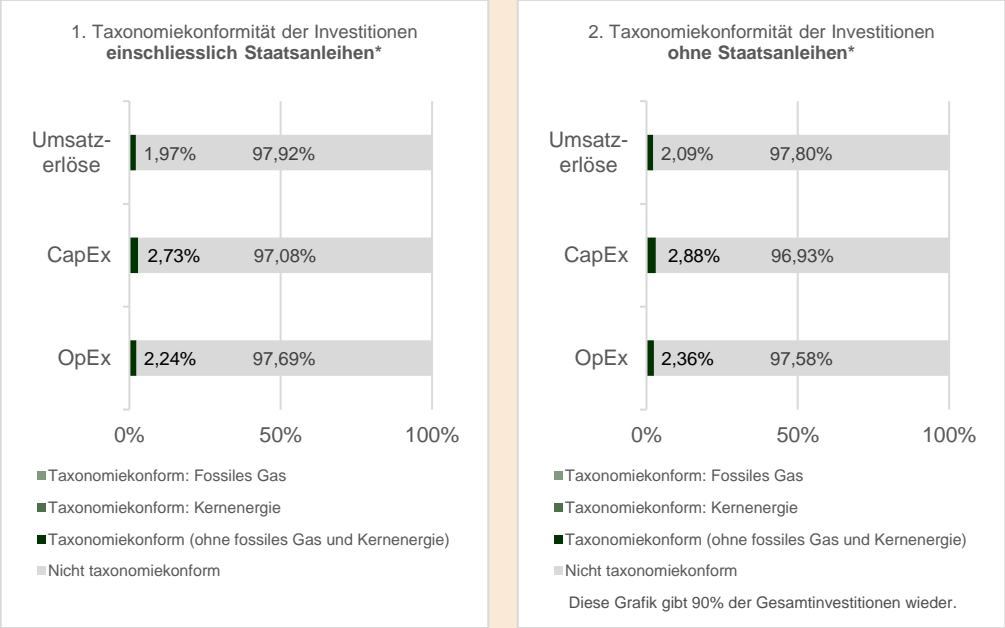 1. Taxonomiekonformität der Investitionen
einschliesslich Staatsanleihen*
Umsatz-
erlöse
1,97% 97,92%
CapEx 2,73% 97,08%
OpEx 2,24% 97,69%
0% 50% 100%
Taxonomiekonform: Fossiles Gas
Taxonomiekonform: Kernenergie
Taxonomiekonform (ohne fossiles Gas und Kernenergie)
Nicht taxonomiekonform
2. Taxonomiekonformität der Investitionen
ohne Staatsanleihen*
Umsatz-
erlöse
2,09% 97,80%
CapEx 2,88% 96,93%
OpEx 2,36% 97,58%
0% 50% 100%
Taxonomiekonform: Fossiles Gas
Taxonomiekonform: Kernenergie
Taxonomiekonform (ohne fossiles Gas und Kernenergie)
Nicht taxonomiekonform
Diese Grafik gibt 90% der Gesamtinvestitionen wieder.